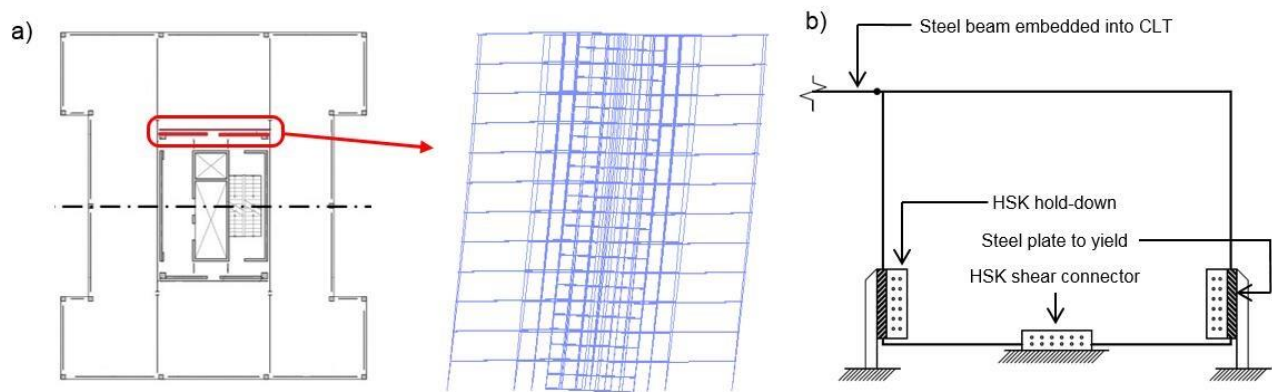 a)
b)
Steel beam embedded into CLT
HSK hold-down
Steel plate to yield
HSK shear connector